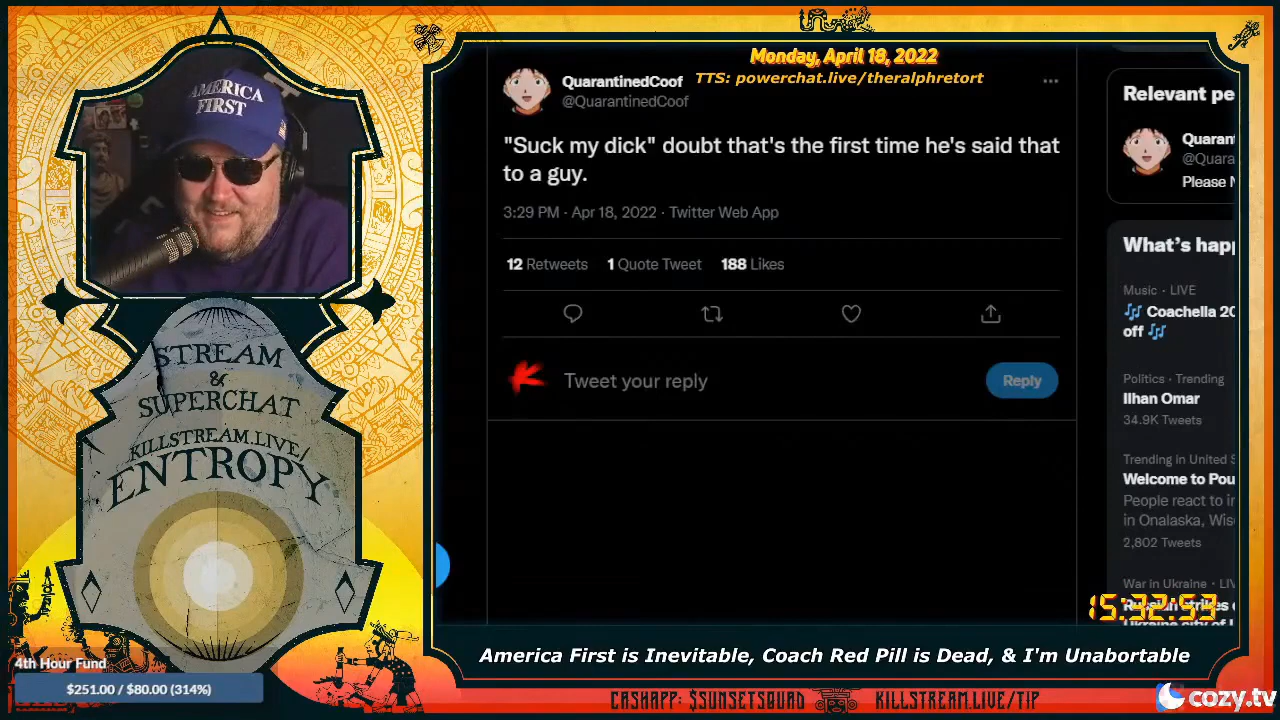 AMERICA
FIRST
STREAM
&
SUPERCHAT
KILLSTREAM.LIVE/
ENTROPY
4th Hour Fund
$251.00 / $80.00 (314%)
Monday, April 18, 2022
TTS: powerchat.live/theralphretort
QuarantinedCoof
@QuarantinedCoof
"Suck my dick" doubt that's the first time he's said that
to a guy.
3:29 PM · Apr 18, 2022 · Twitter Web App
12 Retweets 1 Quote Tweet 188 Likes
Tweet your reply
Reply
Relevant pe
Quarant
@Quara
Please N
What's happ
Music · LIVE
🎶 Coachella 20
off 🎶
Politics · Trending
Ilhan Omar
34.9K Tweets
Trending in United S
Welcome to Pou
People react to in
in Onalaska, Wis
2,802 Tweets
War in Ukraine · LIV
15:32:53
America First is Inevitable, Coach Red Pill is Dead, & I'm Unabortable
CASHAPP: $SUNSETSQUAD KILLSTREAM.LIVE/TIP
cozy.tv